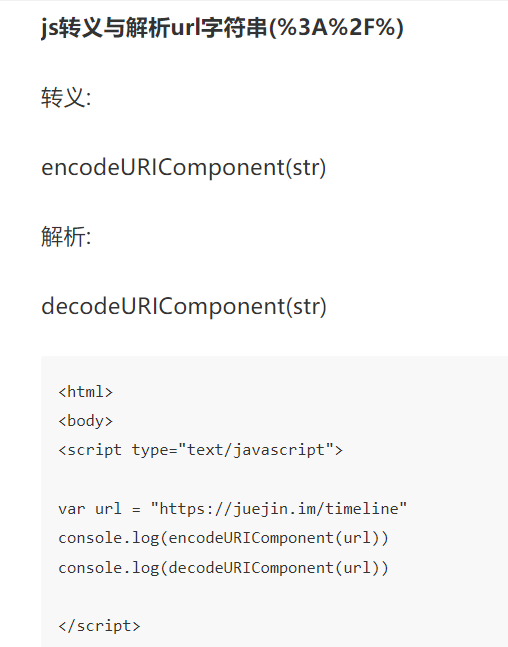 js转义与解析url字符串(%3A%2F%)
转义:
encodeURIComponent(str)
解析:
decodeURIComponent(str)
<html>
<body>
<script type="text/javascript">
var url = "https://juejin.im/timeline"
console.log(encodeURIComponent(url))
console.log(decodeURIComponent(url))
</script>